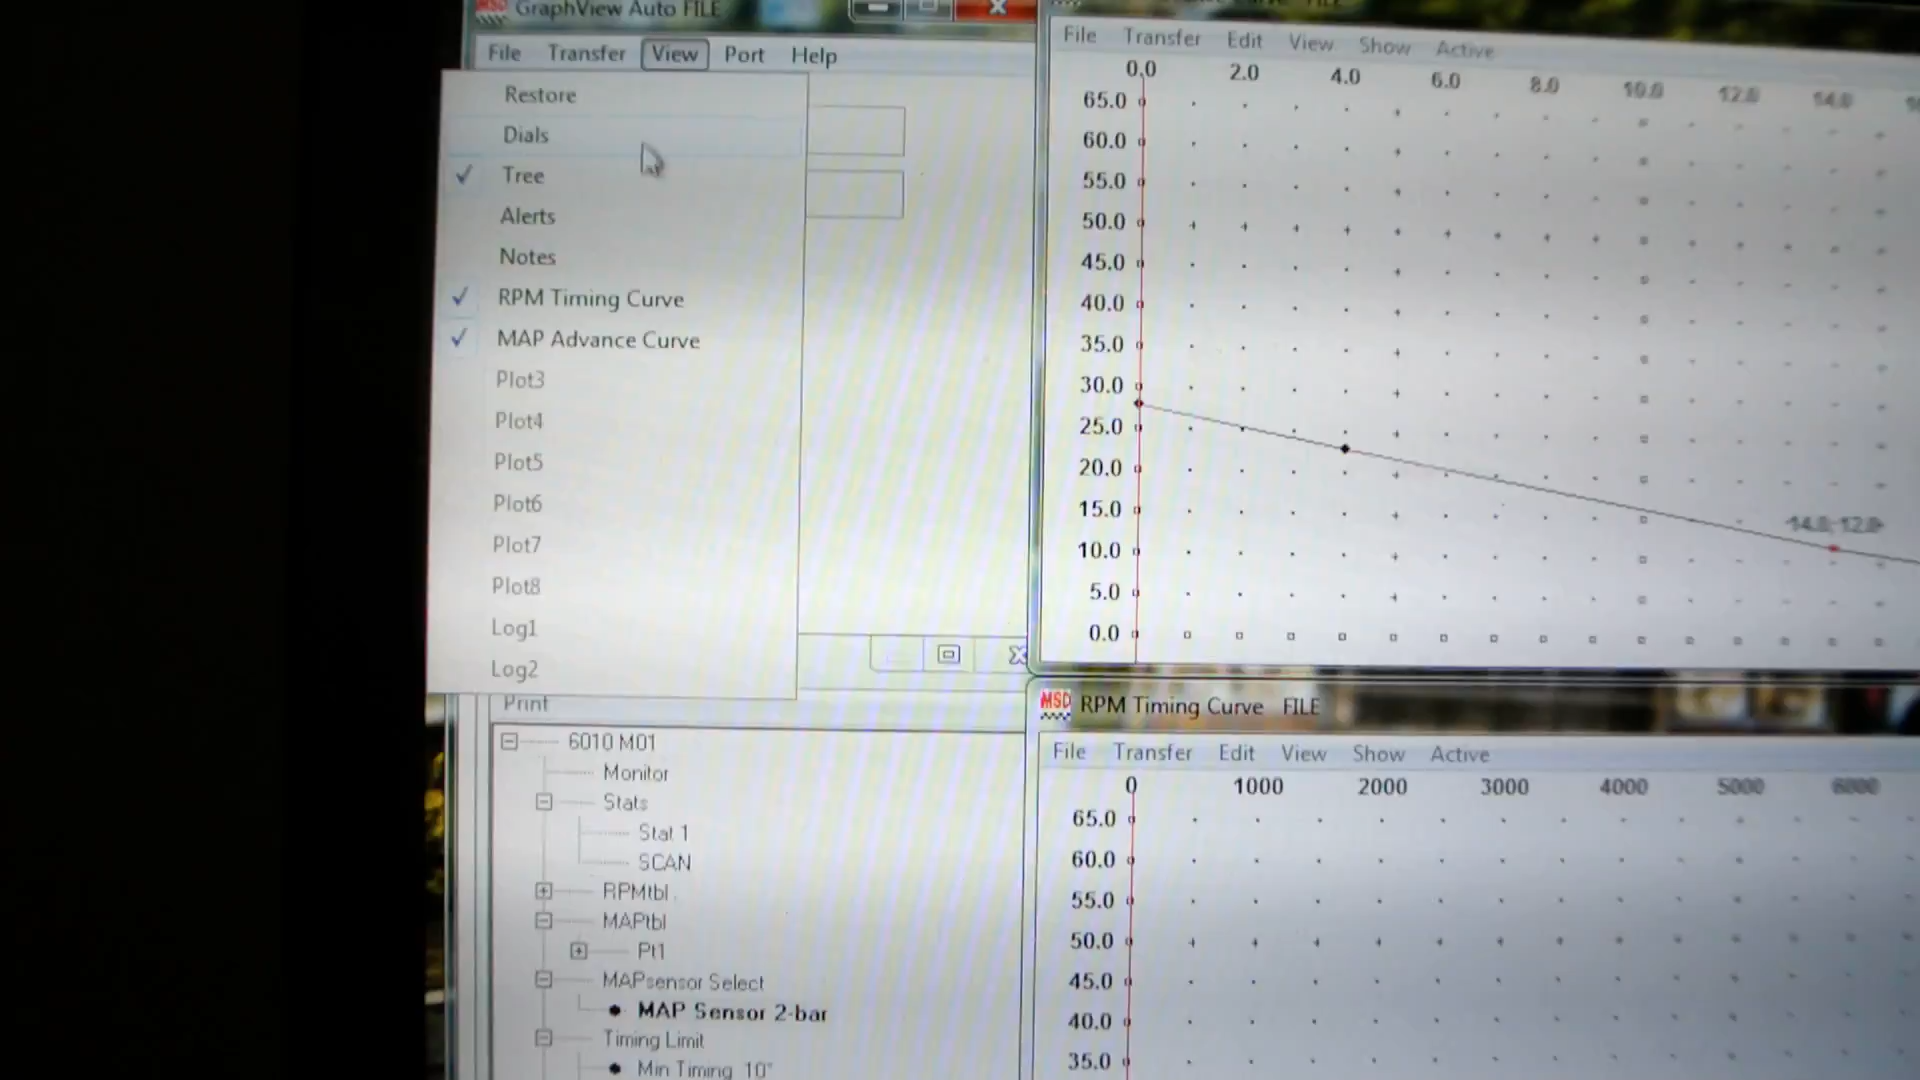 MSD GraphView Auto FILE
File Transfer View Port Help
Restore
Dials
Tree
Alerts
Notes
RPM Timing Curve
MAP Advance Curve
Plot3
Plot4
Plot5
Plot6
Plot7
Plot8
Log1
Log2
Print
6010 M01
Monitor
Stats
Stat 1
SCAN
RPMtbl
MAPtbl
Pt1
MAPsensor Select
MAP Sensor 2-bar
Timing Limit
Min Timing 10°
File Transfer Edit View Show Active
0.0 2.0 4.0 6.0 8.0 10.0 12.0 14.0
65.0
60.0
55.0
50.0
45.0
40.0
35.0
30.0
25.0
20.0
15.0
10.0
5.0
0.0
14.0, 12.0
MSD RPM Timing Curve FILE
File Transfer Edit View Show Active
0 1000 2000 3000 4000 5000 6000
65.0
60.0
55.0
50.0
45.0
40.0
35.0